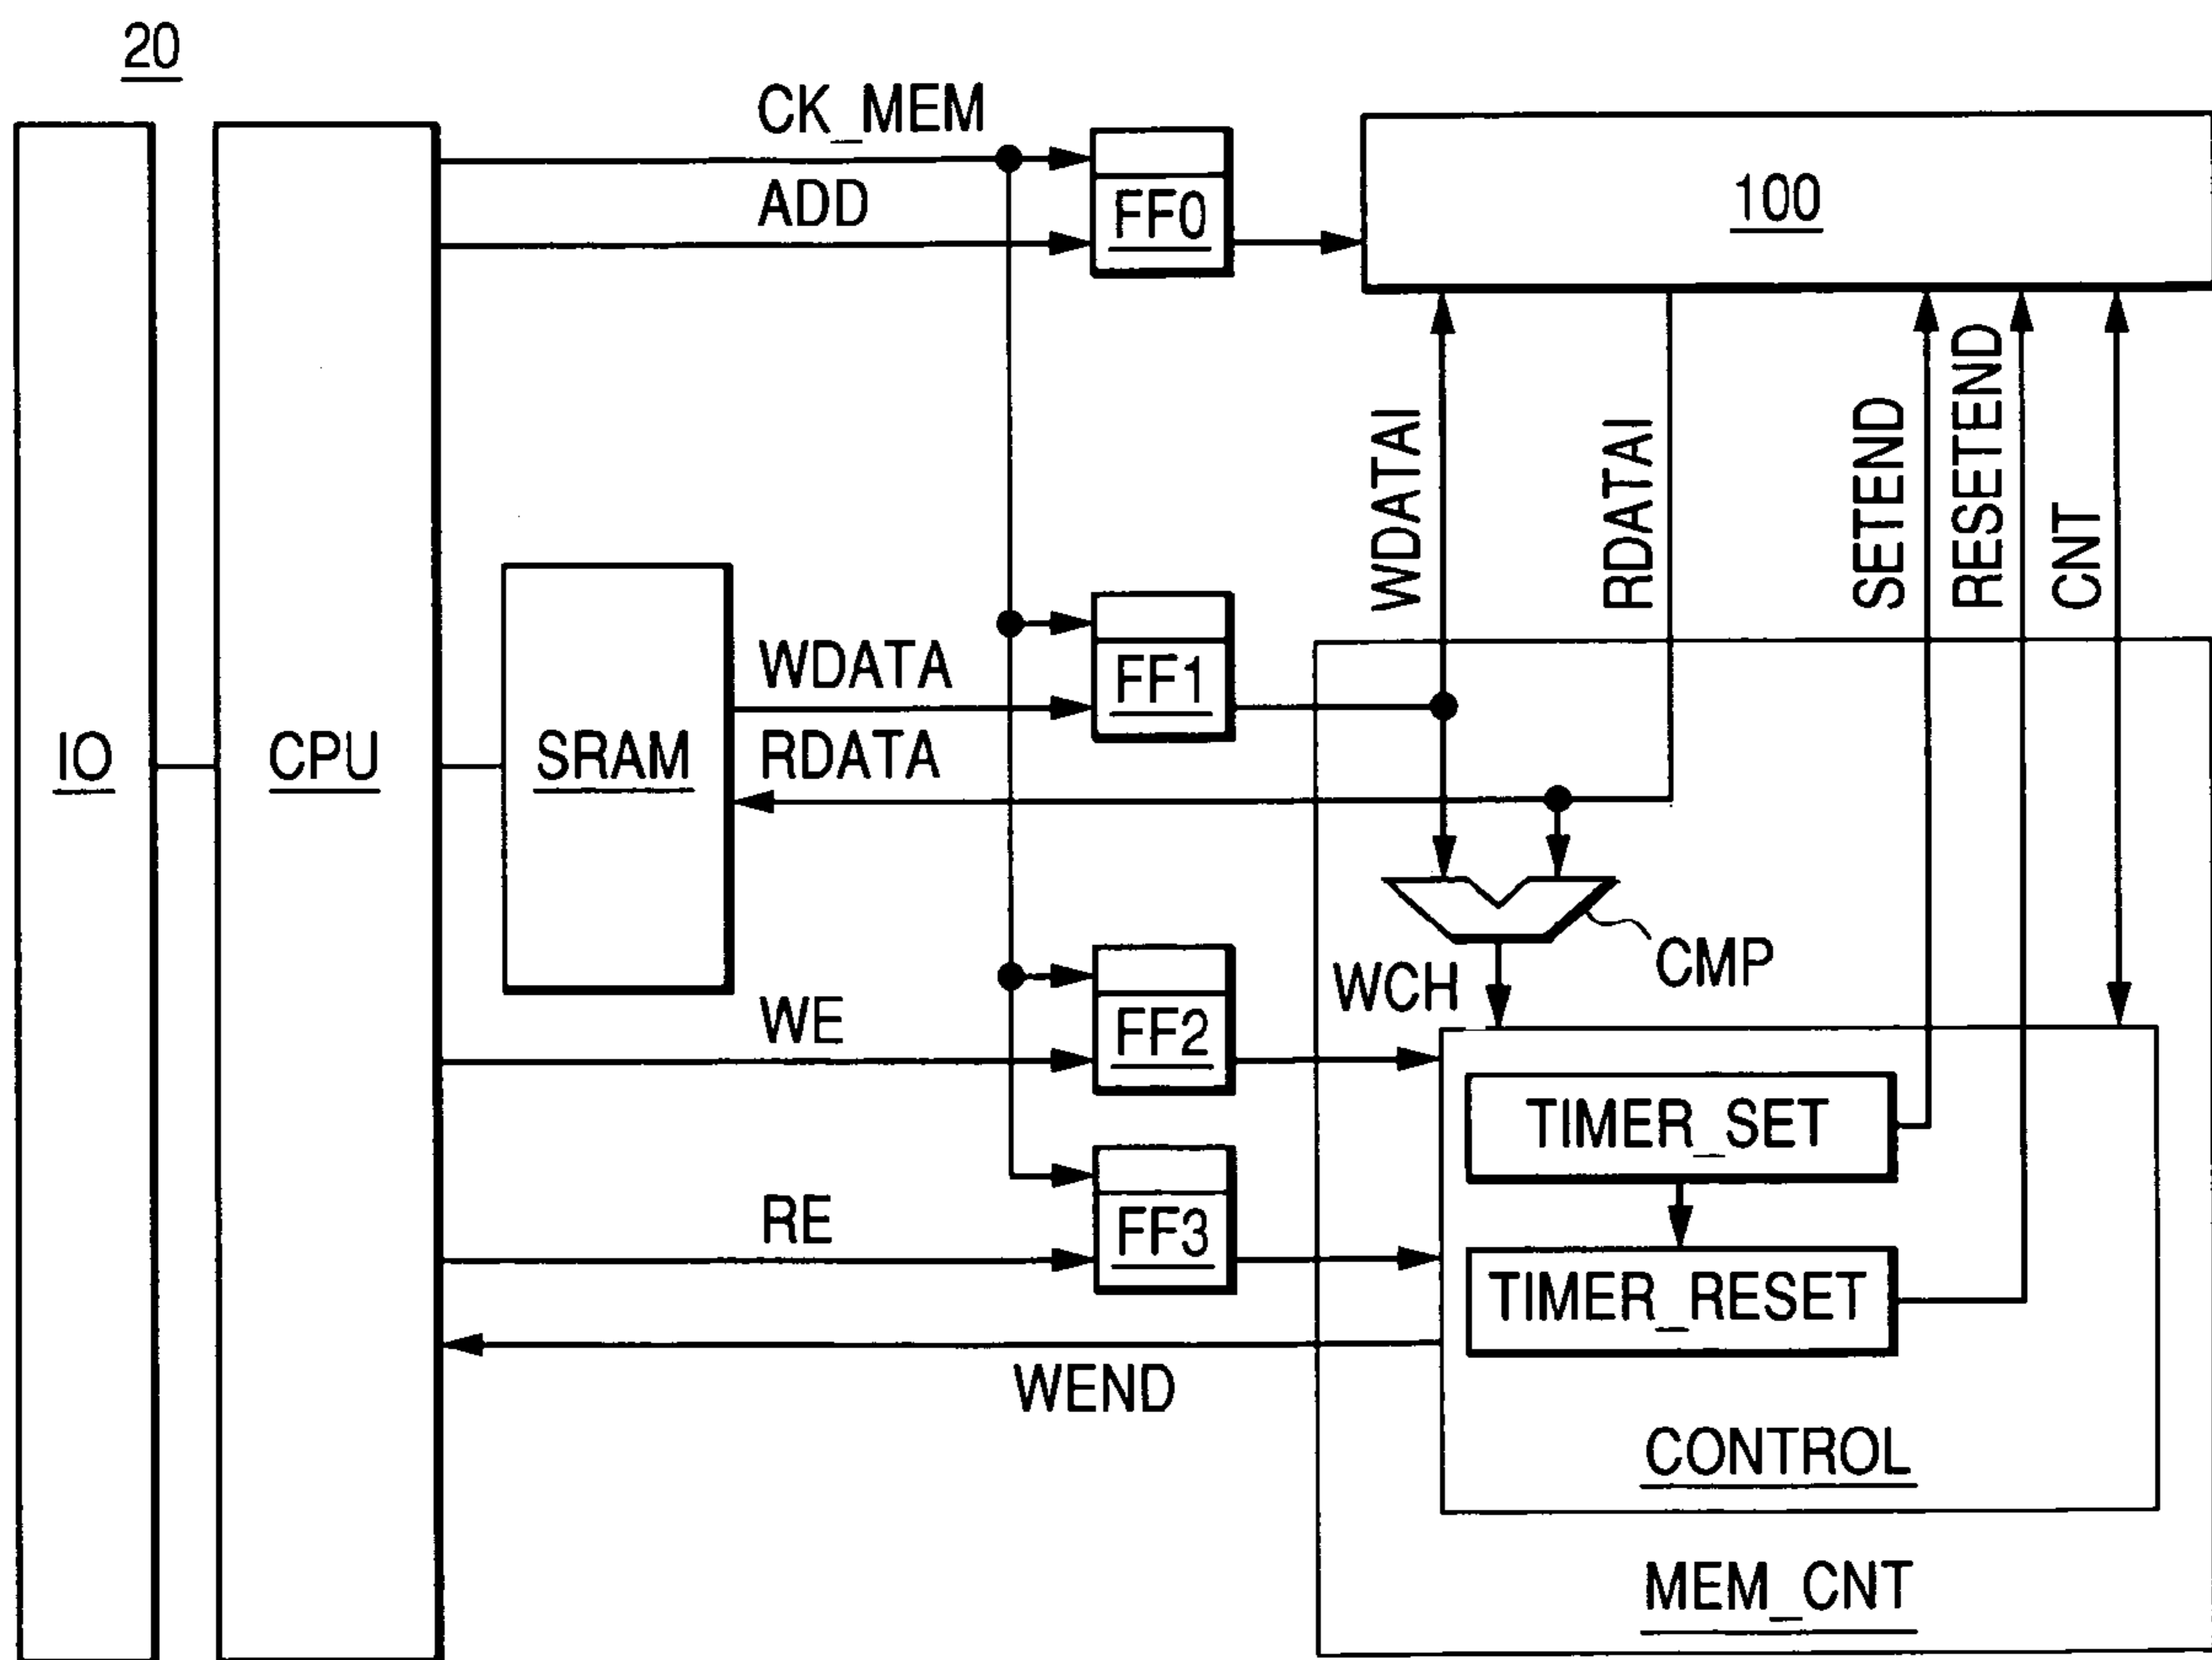 20
CK_MEM
ADD
FF0
100
WDATAI
RDATAI
SETEND
RESETEND
CNT
IO
CPU
SRAM
WDATA
FF1
RDATA
CMP
WCH
WE
FF2
TIMER_SET
RE
FF3
TIMER_RESET
WEND
CONTROL
MEM_CNT